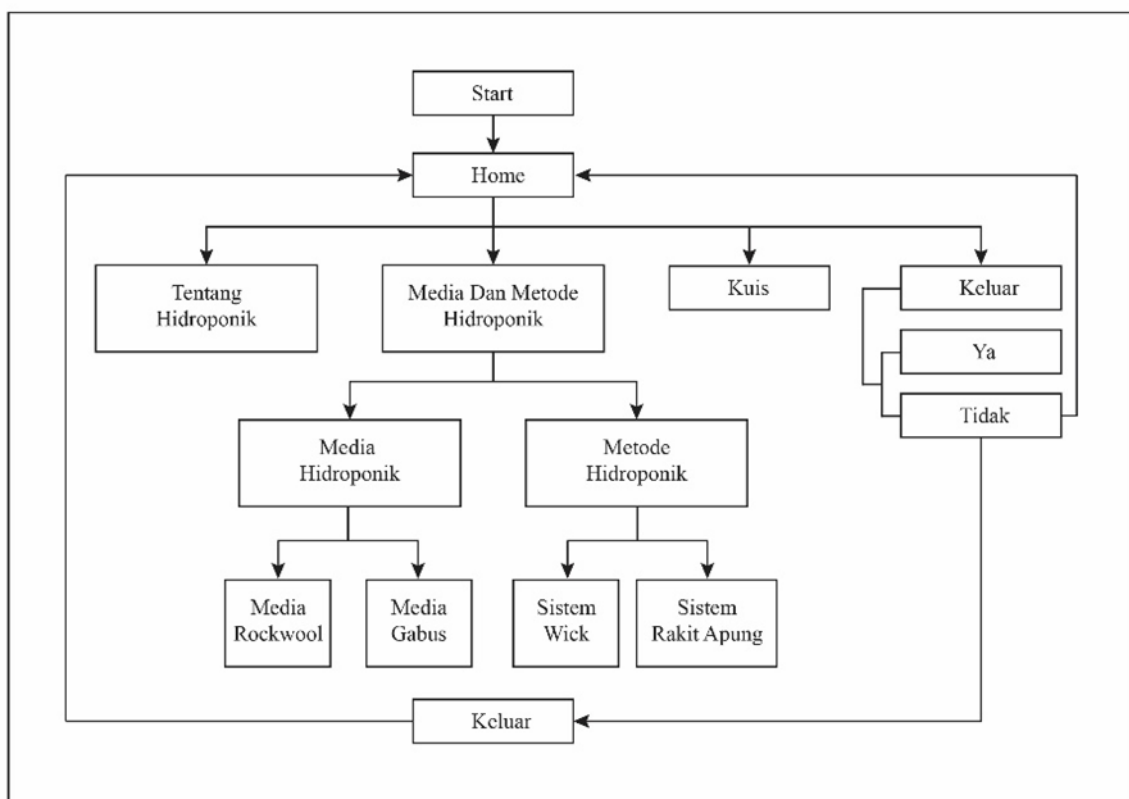 Start
Home
Tentang
Hidroponik
Media Dan Metode
Hidroponik
Kuis
Keluar
Ya
Tidak
Media
Hidroponik
Metode
Hidroponik
Media
Rockwool
Media
Gabus
Sistem
Wick
Sistem
Rakit Apung
Keluar